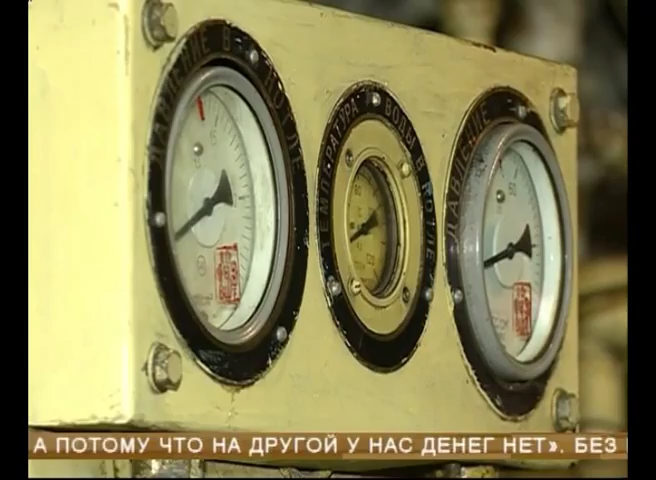 ДАВЛЕНИЕ В КОТЛЕ
ТЕМПЕРАТУРА ВОДЫ В КОТЛЕ
ДАВЛЕНИЕ
А ПОТОМУ ЧТО НА ДРУГОЙ У НАС ДЕНЕГ НЕТ». БЕЗ